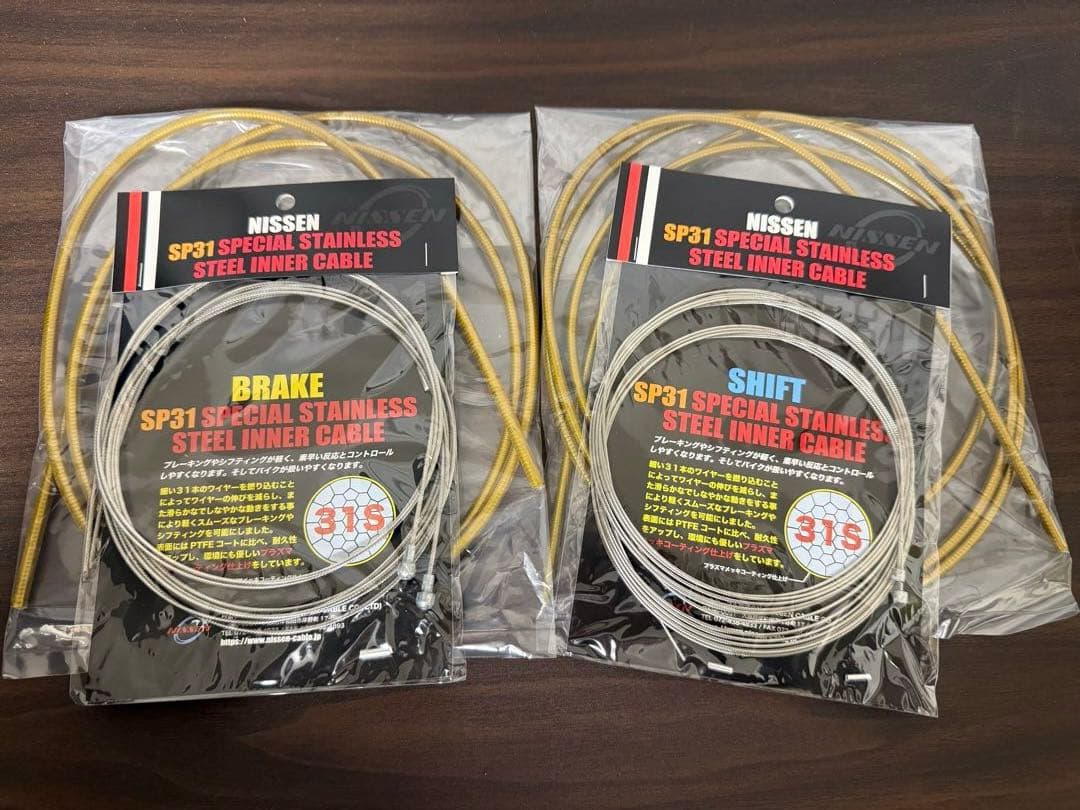 NISSEN
NISSEN
SP31 SPECIAL STAINLESS
STEEL INNER CABLE
BRAKE
SP31 SPECIAL STAINLESS
STEEL INNER CABLE
ブレーキングやシフティングが軽く、素早い反応とコントロール
しやすくなります。そしてバイクが扱いやすくなります。
細い31本のワイヤーを撚り込むこと
によってワイヤーの伸びを減らし、ま
た滑らかなでしなやかな動きをする事
により軽くスムーズなブレーキングや
シフティングを可能にしました。
表面にはPTFEコートに比べ、耐久性
をアップし、環境にも優しいプラズマ
ティング仕上げをしています。
31S
https://www.nissen-cable.jp
NISSEN
NISSEN
SP31 SPECIAL STAINLESS
STEEL INNER CABLE
SHIFT
SP31 SPECIAL STAINLESS
STEEL INNER CABLE
ブレーキングやシフティングが軽く、素早い反応とコントロール
しやすくなります。そしてバイクが扱いやすくなります。
細い31本のワイヤーを撚り込むこと
によってワイヤーの伸びを減らし、ま
た滑らかなでしなやかな動きをする事
により軽くスムーズなブレーキングや
シフティングを可能にしました。
表面にはPTFEコートに比べ、耐久性
をアップし、環境にも優しいプラズマ
メッキコーティング仕上げをしています。
31S
プラズマメッキコーティング仕上げ